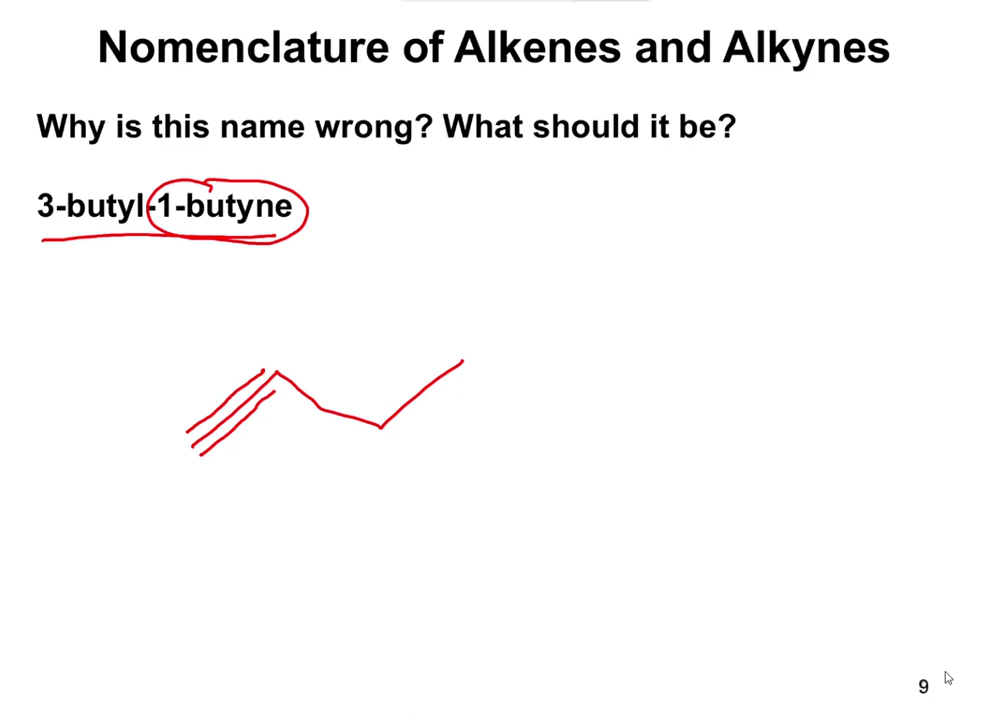 Nomenclature of Alkenes and Alkynes
Why is this name wrong? What should it be?
3-butyl-1-butyne
9